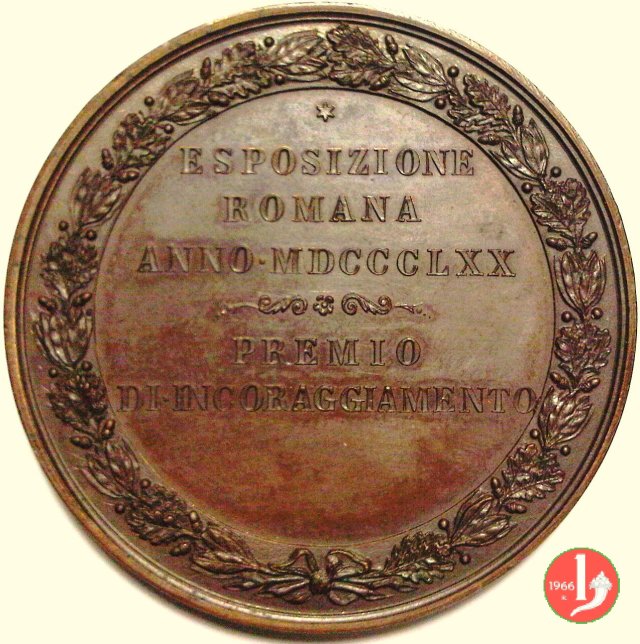 ESPOSIZIONE
ROMANA
ANNO·MDCCCLXX
PREMIO
DI·INCORAGGIAMENTO
1966